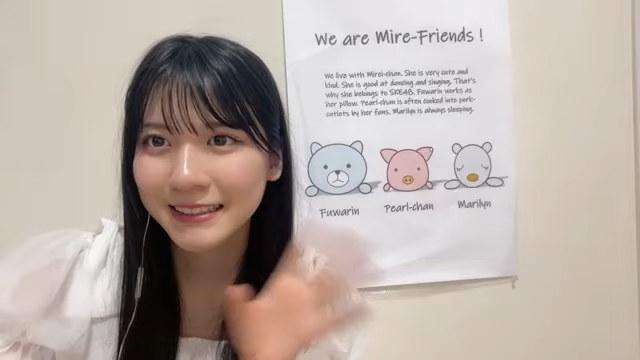 We are Mire-Friends !
We live with Mirei-chan. She is very cute and
kind. She is good at dancing and singing. That's
why she belongs to SKE48. Fuwarin works as
her pillow. Pearl-chan is often cooked into pork-
cutlets by her fans. Marilyn is always sleeping.
Fuwarin
Pearl-chan
Marilyn